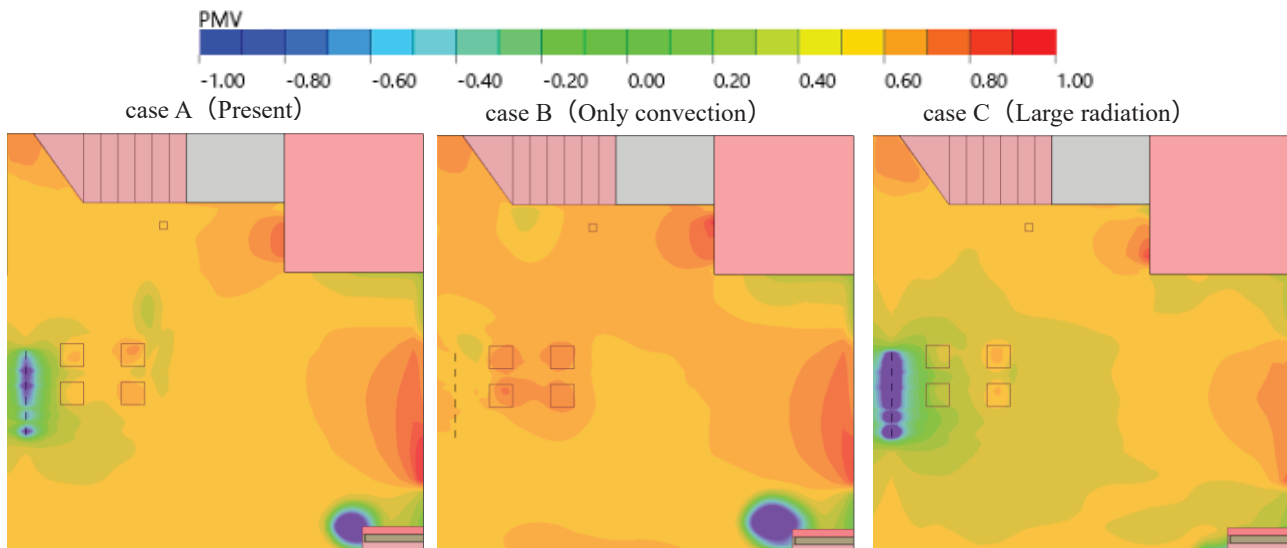 PMV
-1.00 -0.80 -0.60 -0.40 -0.20 0.00 0.20 0.40 0.60 0.80 1.00
case A（Present） case B（Only convection） case C（Large radiation）